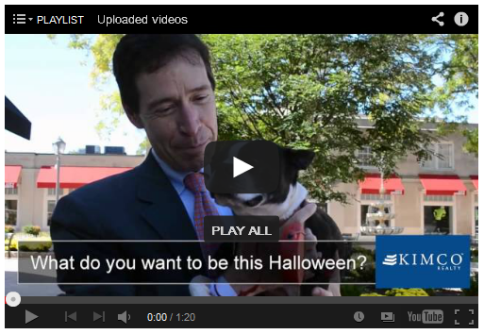 PLAYLIST Uploaded videos
PLAY ALL
What do you want to be this Halloween?
KIMCO
REALTY
0:00 / 1:20
YouTube